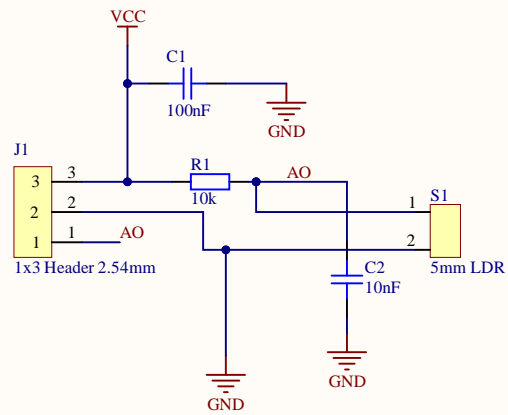 VCC
C1
100nF
GND
J1
3
3
R1
AO
10k
2
2
1
1
AO
1x3 Header 2.54mm
S1
1
2
5mm LDR
C2
10nF
GND
GND